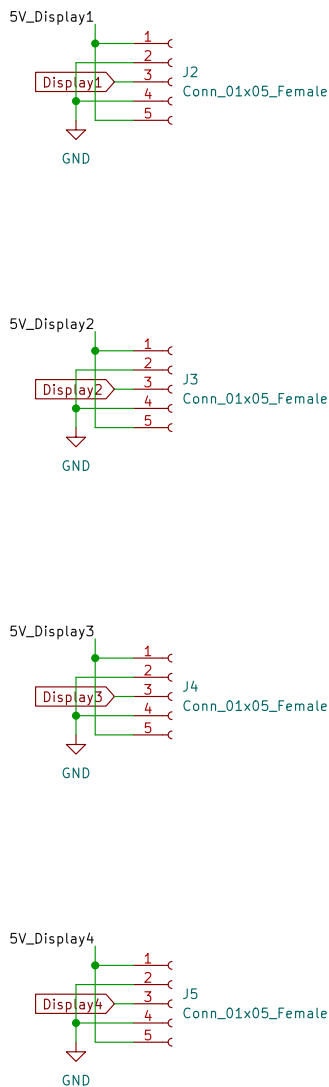 5V_Display1
1
2
J2
Display1
3
Conn_01x05_Female
4
5
GND
5V_Display2
1
2
J3
Display2
3
Conn_01x05_Female
4
5
GND
5V_Display3
1
2
J4
Display3
3
Conn_01x05_Female
4
5
GND
5V_Display4
1
2
J5
Display4
3
Conn_01x05_Female
4
5
GND